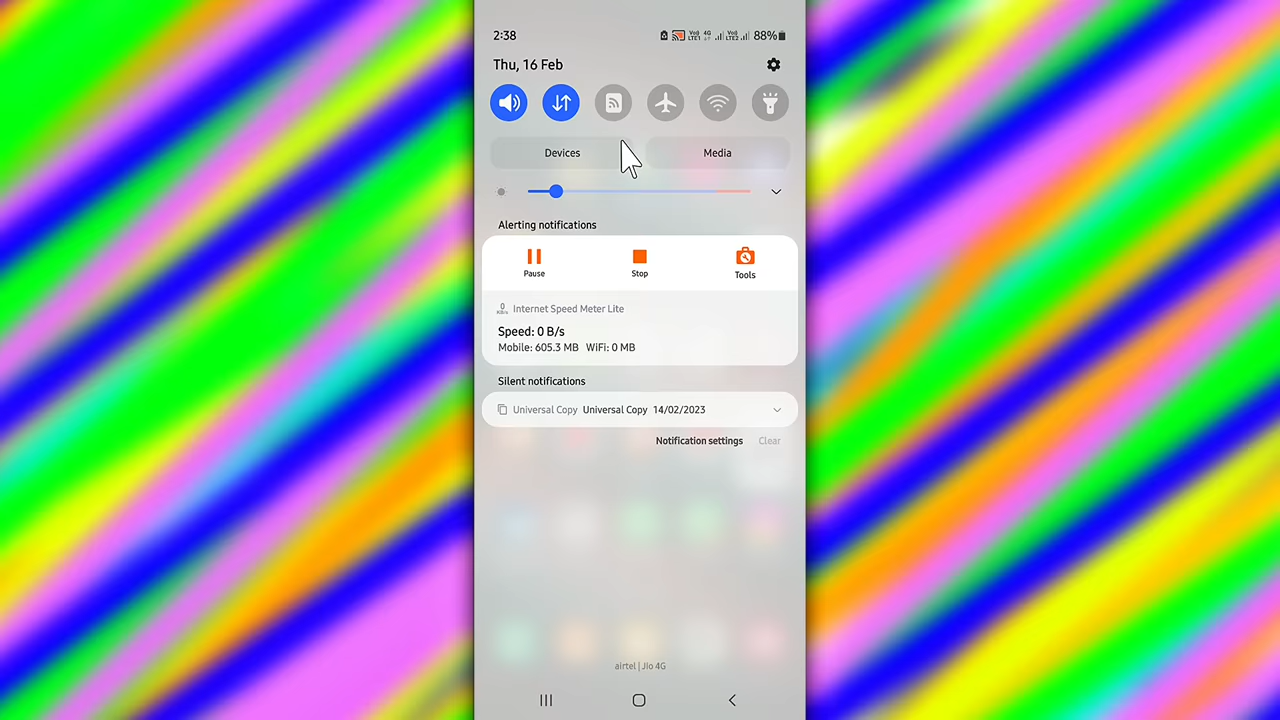 2:38 88%
Thu, 16 Feb
Devices Media
Alerting notifications
Pause Stop Tools
Internet Speed Meter Lite
Speed: 0 B/s
Mobile: 605.3 MB WiFi: 0 MB
Silent notifications
Universal Copy Universal Copy 14/02/2023
Notification settings Clear
airtel | Jio 4G